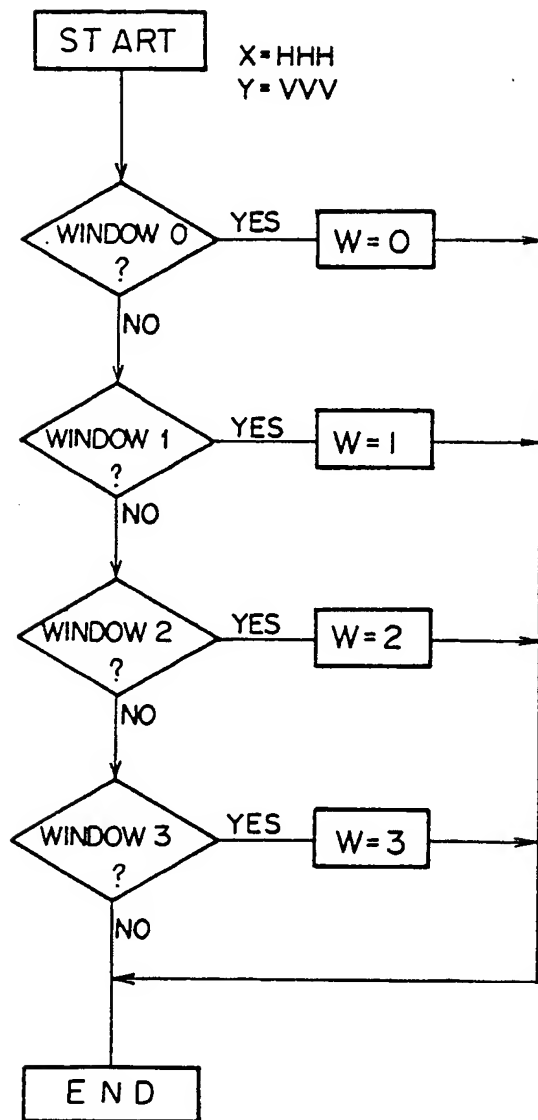 START
X=HHH
Y=VVV
WINDOW 0
?
YES
W=0
NO
WINDOW 1
?
YES
W=1
NO
WINDOW 2
?
YES
W=2
NO
WINDOW 3
?
YES
W=3
NO
END